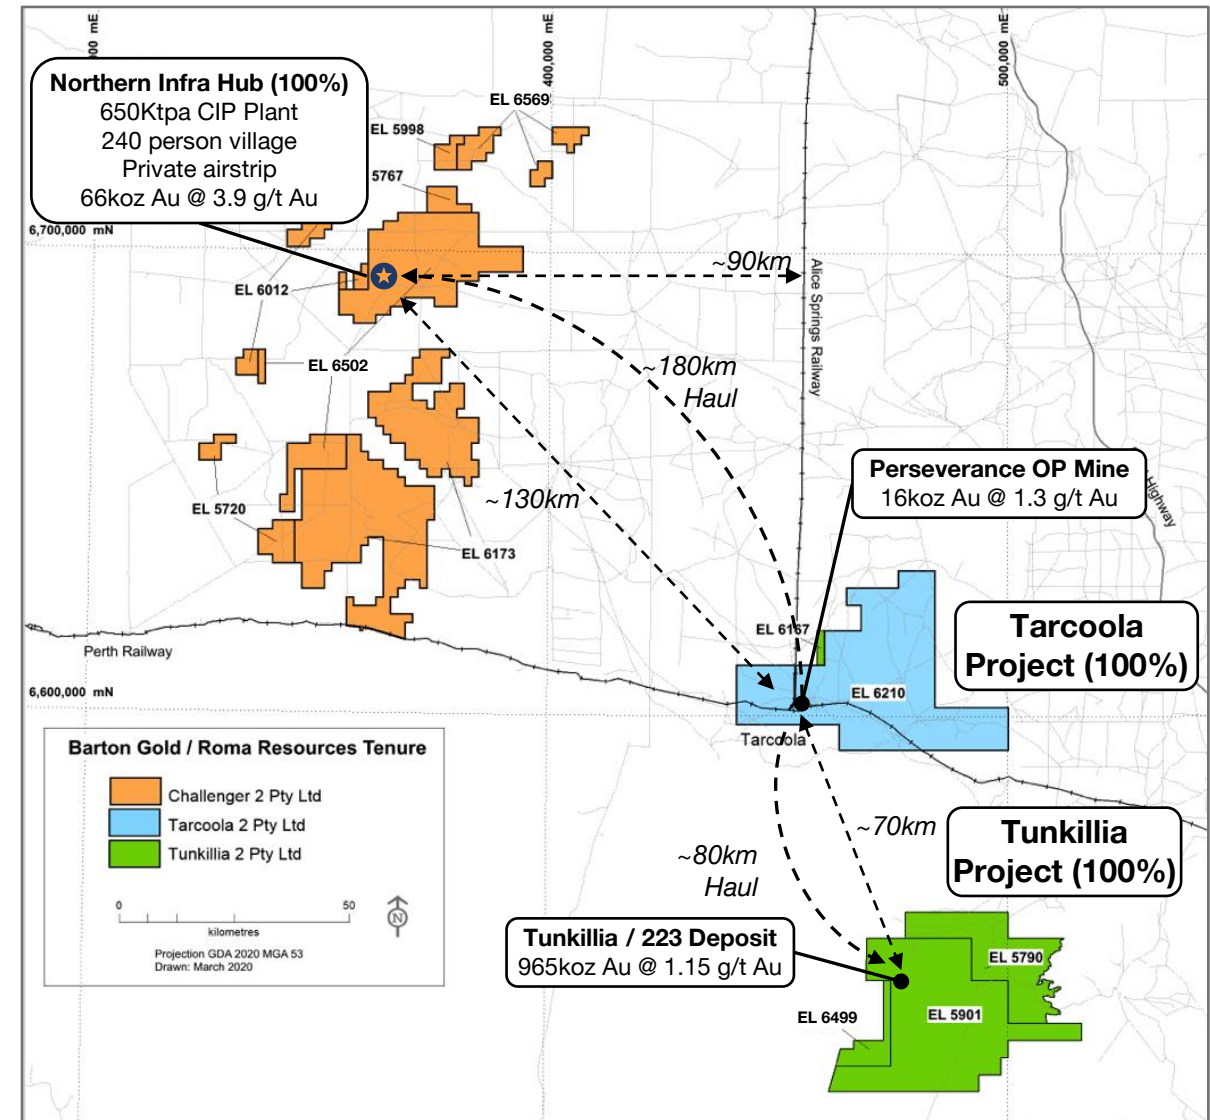 00 mE
400,000 mE
500,000 mE
Northern Infra Hub (100%)
650Ktpa CIP Plant
240 person village
Private airstrip
66koz Au @ 3.9 g/t Au
EL 6569
EL 5998
5767
6,700,000 mN
~90km
EL 6012
Alice Springs Railway
EL 6502
~180km
Haul
Perseverance OP Mine
16koz Au @ 1.3 g/t Au
Highway
~130km
EL 5720
EL 6173
EL 6167
Tarcoola
Project (100%)
Perth Railway
6,600,000 mN
EL 6210
Tarcoola
Barton Gold / Roma Resources Tenure
Challenger 2 Pty Ltd
Tarcoola 2 Pty Ltd
Tunkillia 2 Pty Ltd
0 50
kilometres
N
Projection GDA 2020 MGA 53
Drawn: March 2020
~70km
Tunkillia
Project (100%)
~80km
Haul
Tunkillia / 223 Deposit
965koz Au @ 1.15 g/t Au
EL 5790
EL 6499
EL 5901